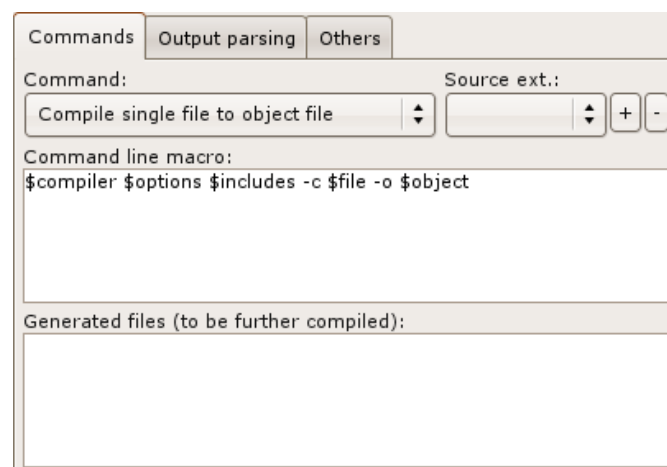 Commands Output parsing Others
Command: Source ext.:
Compile single file to object file + -
Command line macro:
$compiler $options $includes -c $file -o $object
Generated files (to be further compiled):